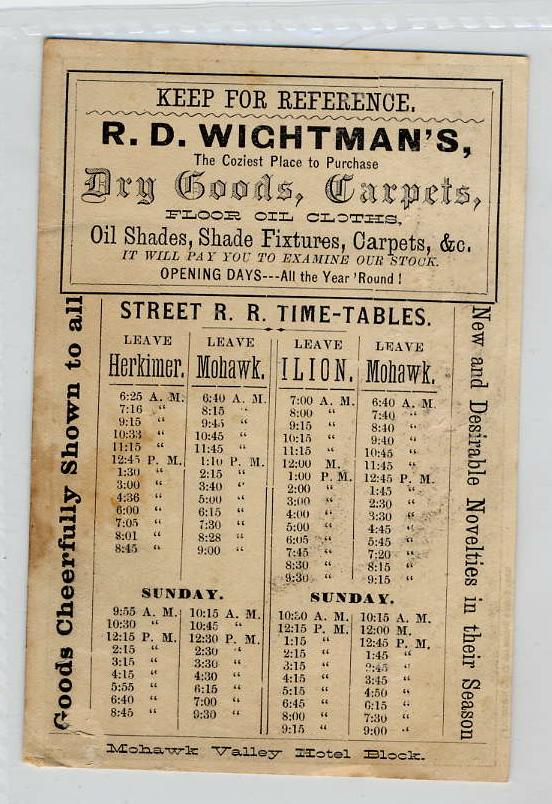 KEEP FOR REFERENCE.
R. D. WIGHTMAN'S,
The Coziest Place to Purchase
Dry Goods, Carpets,
FLOOR OIL CLOTHS,
Oil Shades, Shade Fixtures, Carpets, &c.
IT WILL PAY YOU TO EXAMINE OUR STOCK.
OPENING DAYS---All the Year 'Round!
Goods Cheerfully Shown to all
New and Desirable Novelties in their Season
STREET R. R. TIME-TABLES.
LEAVE LEAVE LEAVE LEAVE
Herkimer. Mohawk. ILION. Mohawk.
6:25 A. M. 6:40 A. M. 7:00 A. M. 6:40 A. M.
7:16 " 8:15 " 8:00 " 7:40 "
9:15 " 9:45 " 9:15 " 8:40 "
10:33 " 10:45 " 10:15 " 9:40 "
11:15 " 11:45 " 11:15 " 10:45 "
12:45 P. M. 1:10 P. M. 12:00 M. 11:45 "
1:30 " 2:15 " 1:00 P. M. 12:45 P. M.
3:00 " 3:40 " 2:00 " 1:45 "
4:36 " 5:00 " 3:00 " 2:30 "
6:00 " 6:15 " 4:00 " 3:30 "
7:05 " 7:30 " 5:00 " 4:45 "
8:01 " 8:28 " 6:05 " 5:45 "
8:45 " 9:00 " 7:45 " 7:20 "
8:30 " 8:15 "
9:30 " 9:15 "
SUNDAY. SUNDAY.
9:55 A. M. 10:15 A. M. 10:30 A. M. 10:15 A. M.
10:30 " 10:45 " 12:15 P. M. 12:00 M.
12:15 P. M. 12:30 P. M. 1:15 " 12:45 P. M.
2:15 " 2:30 " 2:15 " 1:45 "
3:15 " 3:30 " 3:15 " 2:45 "
4:15 " 4:30 " 4:15 " 3:45 "
5:55 " 6:15 " 5:15 " 4:50 "
6:40 " 7:00 " 6:45 " 6:15 "
8:45 " 9:30 " 8:00 " 7:30 "
9:15 " 9:00 "
Mohawk Valley Hotel Block.